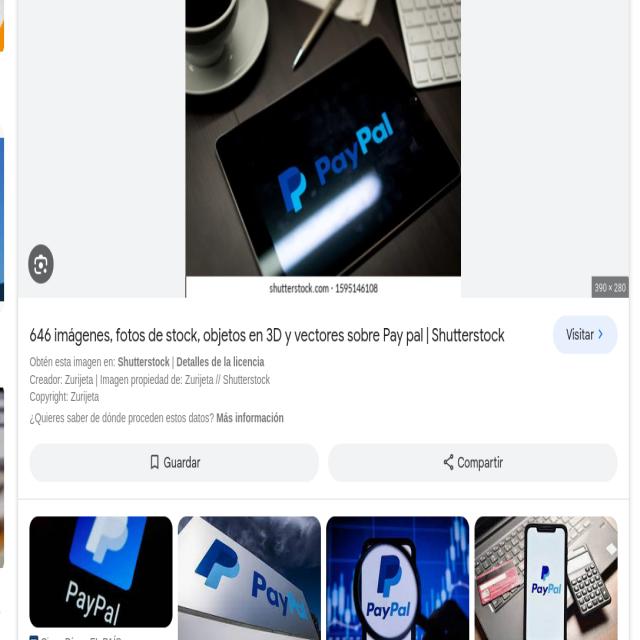 PayPal
shutterstock.com · 1595146108
390 × 280
646 imágenes, fotos de stock, objetos en 3D y vectores sobre Pay pal | Shutterstock
Visitar
Obtén esta imagen en: Shutterstock | Detalles de la licencia
Creador: Zurijeta | Imagen propiedad de: Zurijeta // Shutterstock
Copyright: Zurijeta
¿Quieres saber de dónde proceden estos datos? Más información
Guardar
Compartir
PayPal
PayPal
PayPal
PayPal